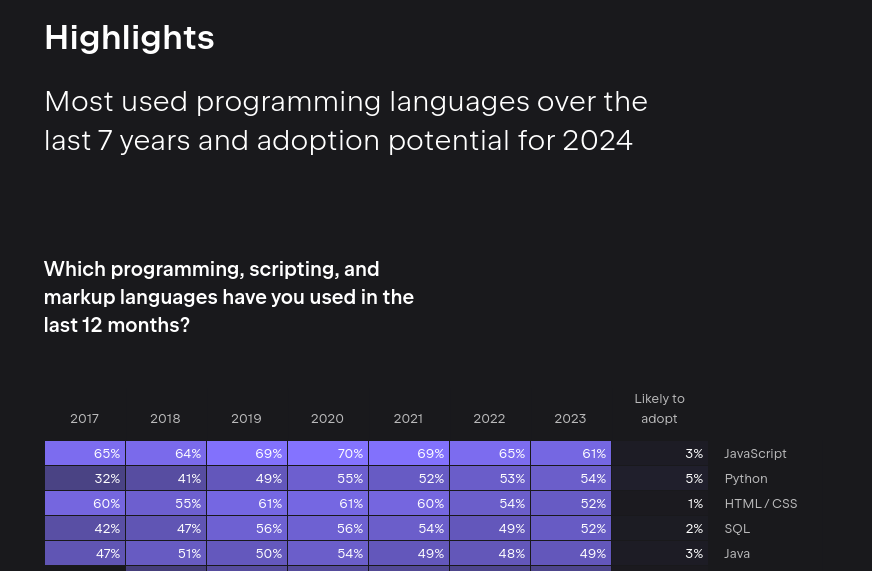 Highlights
Most used programming languages over the
last 7 years and adoption potential for 2024
Which programming, scripting, and
markup languages have you used in the
last 12 months?
Likely to
2017 2018 2019 2020 2021 2022 2023 adopt
65% 64% 69% 70% 69% 65% 61% 3% JavaScript
32% 41% 49% 55% 52% 53% 54% 5% Python
60% 55% 61% 61% 60% 54% 52% 1% HTML / CSS
42% 47% 56% 56% 54% 49% 52% 2% SQL
47% 51% 50% 54% 49% 48% 49% 3% Java